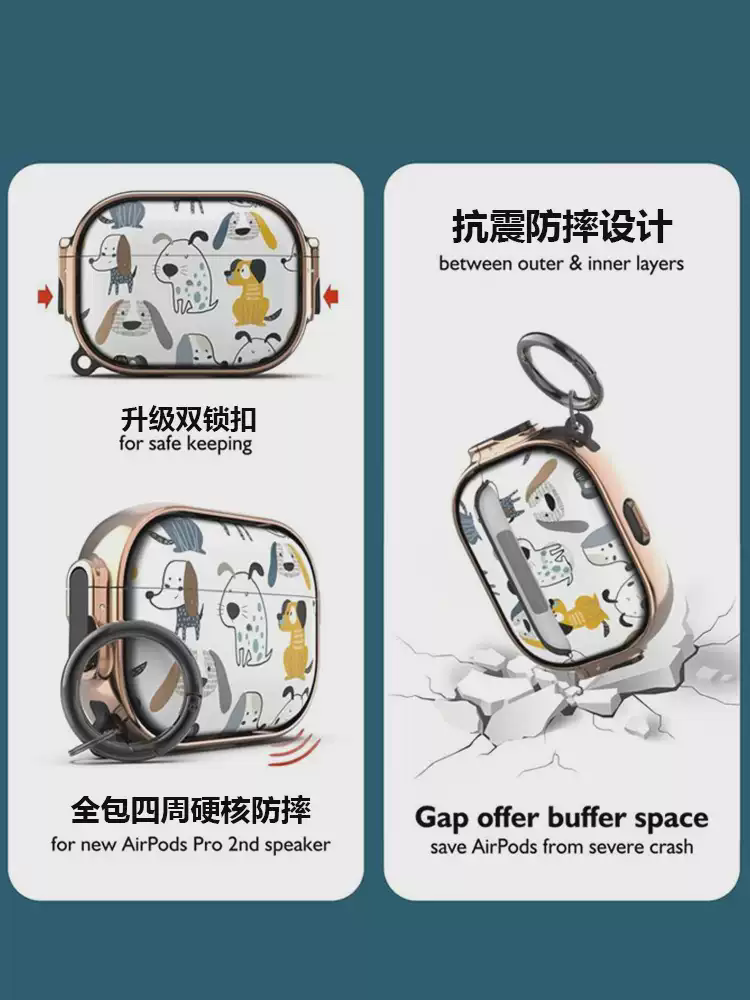 升级双锁扣
for safe keeping
全包四周硬核防摔
for new AirPods Pro 2nd speaker
抗震防摔设计
between outer & inner layers
Gap offer buffer space
save AirPods from severe crash